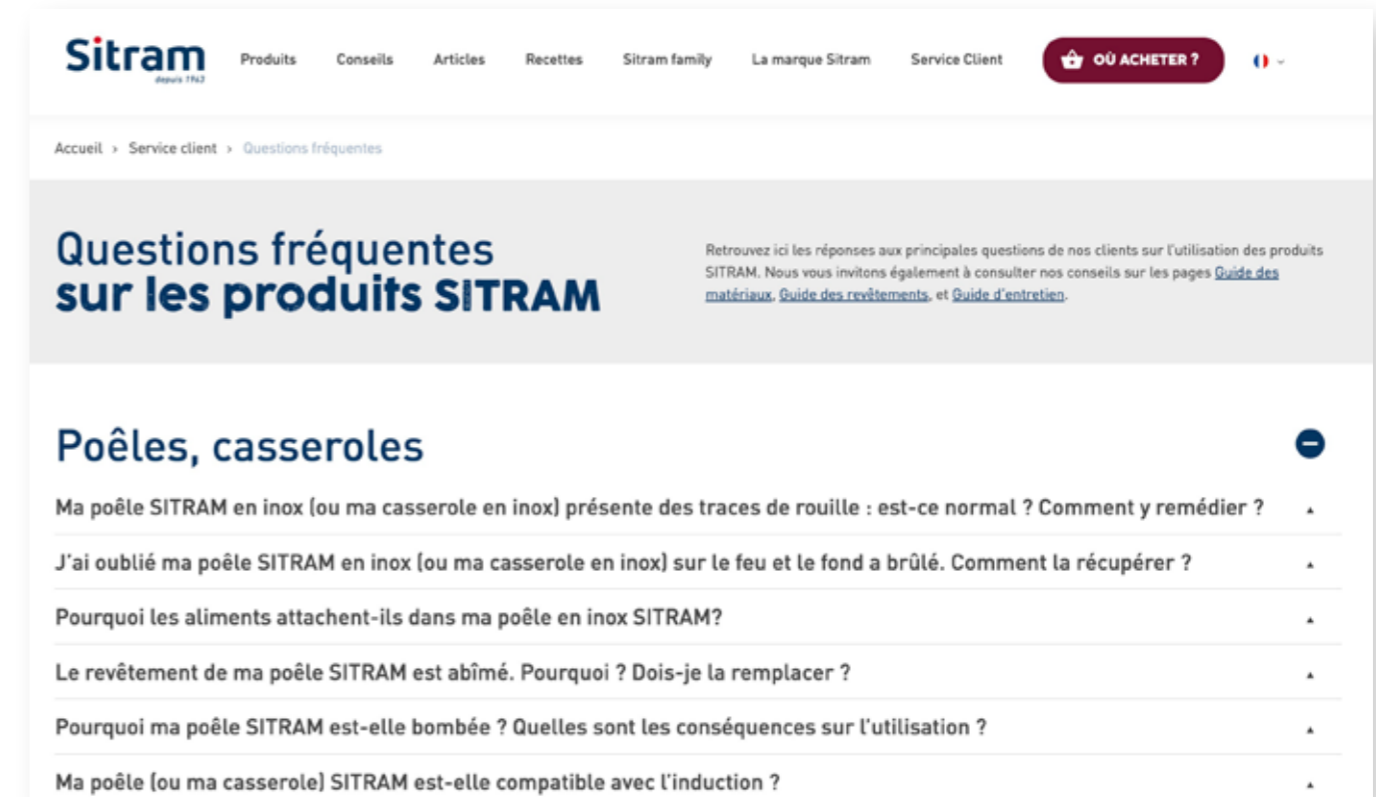 Sitram
depuis 1963
Produits
Conseils
Articles
Recettes
Sitram family
La marque Sitram
Service Client
OÙ ACHETER ?
Accueil > Service client > Questions fréquentes
Questions fréquentes
sur les produits SITRAM
Retrouvez ici les réponses aux principales questions de nos clients sur l'utilisation des produits
SITRAM. Nous vous invitons également à consulter nos conseils sur les pages Guide des
matériaux, Guide des revêtements, et Guide d'entretien.
Poêles, casseroles
Ma poêle SITRAM en inox (ou ma casserole en inox) présente des traces de rouille : est-ce normal ? Comment y remédier ?
J'ai oublié ma poêle SITRAM en inox (ou ma casserole en inox) sur le feu et le fond a brûlé. Comment la récupérer ?
Pourquoi les aliments attachent-ils dans ma poêle en inox SITRAM?
Le revêtement de ma poêle SITRAM est abîmé. Pourquoi ? Dois-je la remplacer ?
Pourquoi ma poêle SITRAM est-elle bombée ? Quelles sont les conséquences sur l'utilisation ?
Ma poêle (ou ma casserole) SITRAM est-elle compatible avec l'induction ?